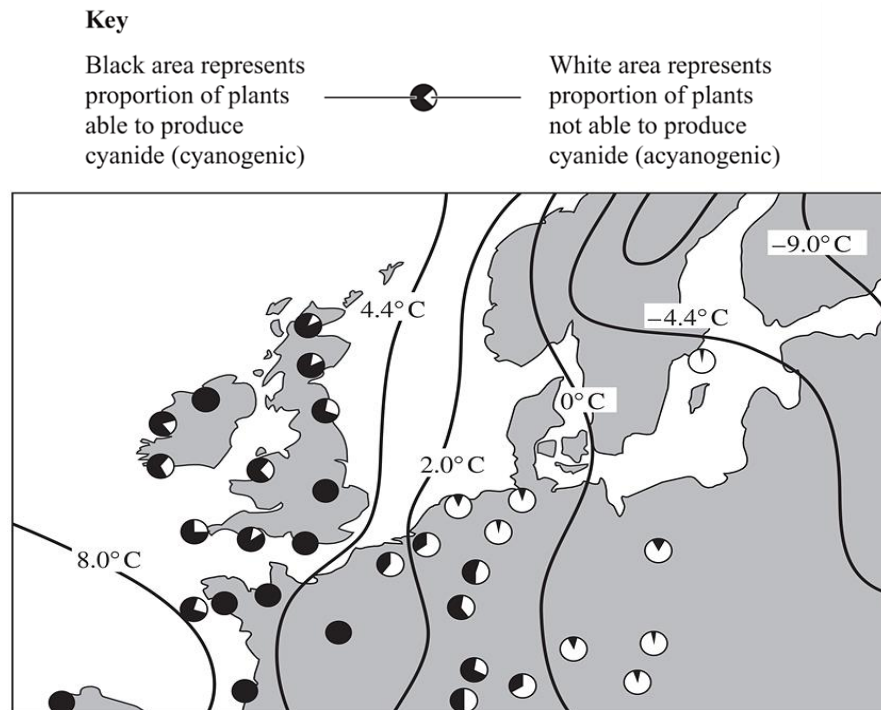 Key
Black area represents
proportion of plants
able to produce
cyanide (cyanogenic)
White area represents
proportion of plants
not able to produce
cyanide (acyanogenic)
−9.0°C
4.4°C
−4.4°C
0°C
2.0°C
8.0°C